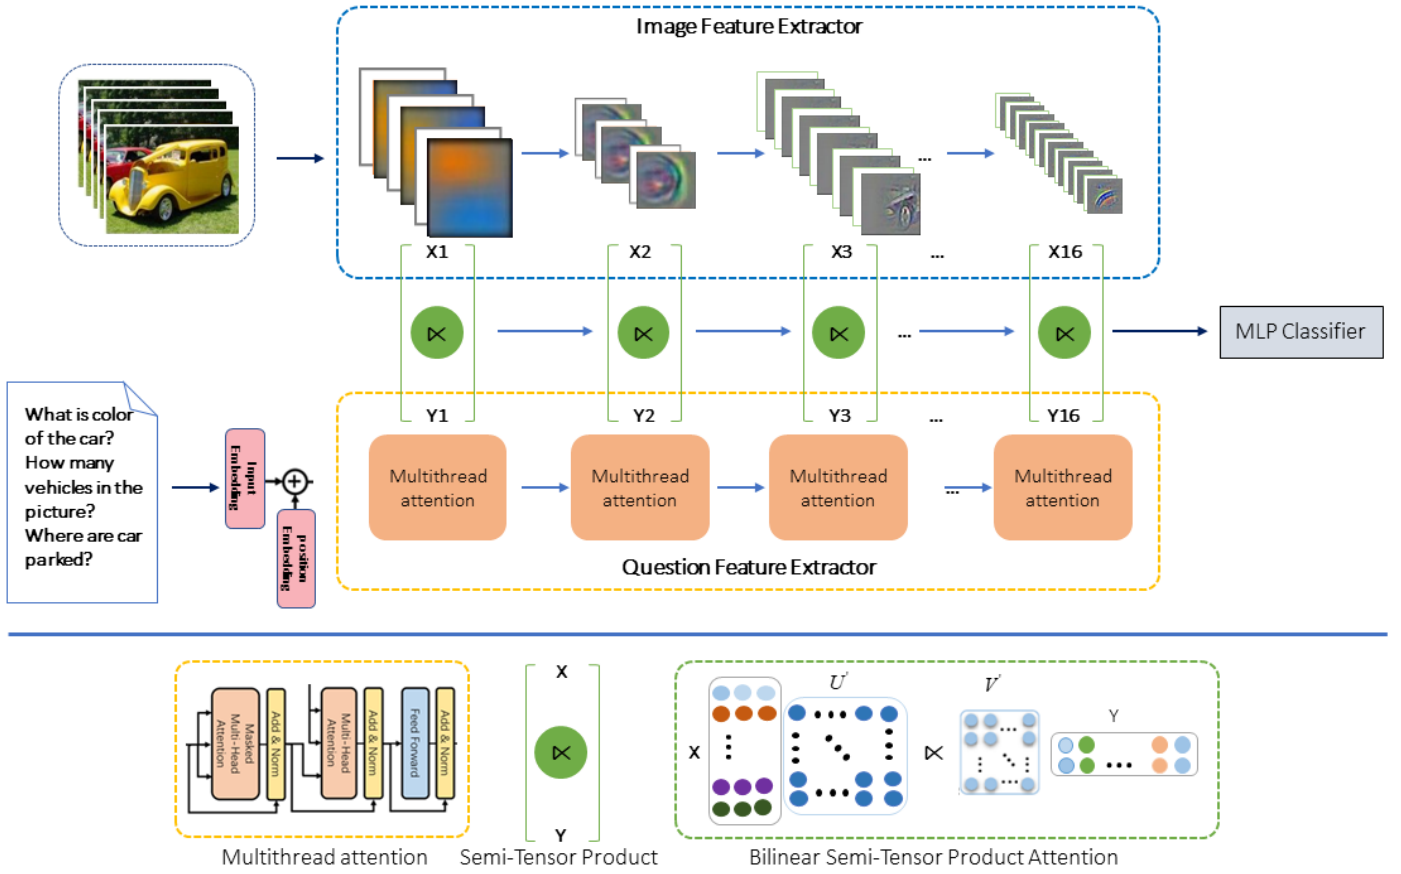 Image Feature Extractor
...
X1
X2
X3
...
X16
⋉
⋉
⋉
...
⋉
MLP Classifier
What is color
of the car?
How many
vehicles in the
picture?
Where are car
parked?
Input
Embedding
position
Embedding
Y1
Y2
Y3
...
Y16
Multithread
attention
Multithread
attention
Multithread
attention
...
Multithread
attention
Question Feature Extractor
Masked
Multi-Head
Attention
Add & Norm
Multi-Head
Attention
Add & Norm
Feed Forward
Add & Norm
Multithread attention
X
⋉
Y
Semi-Tensor Product
X
U'
⋉
V'
Y
Bilinear Semi-Tensor Product Attention